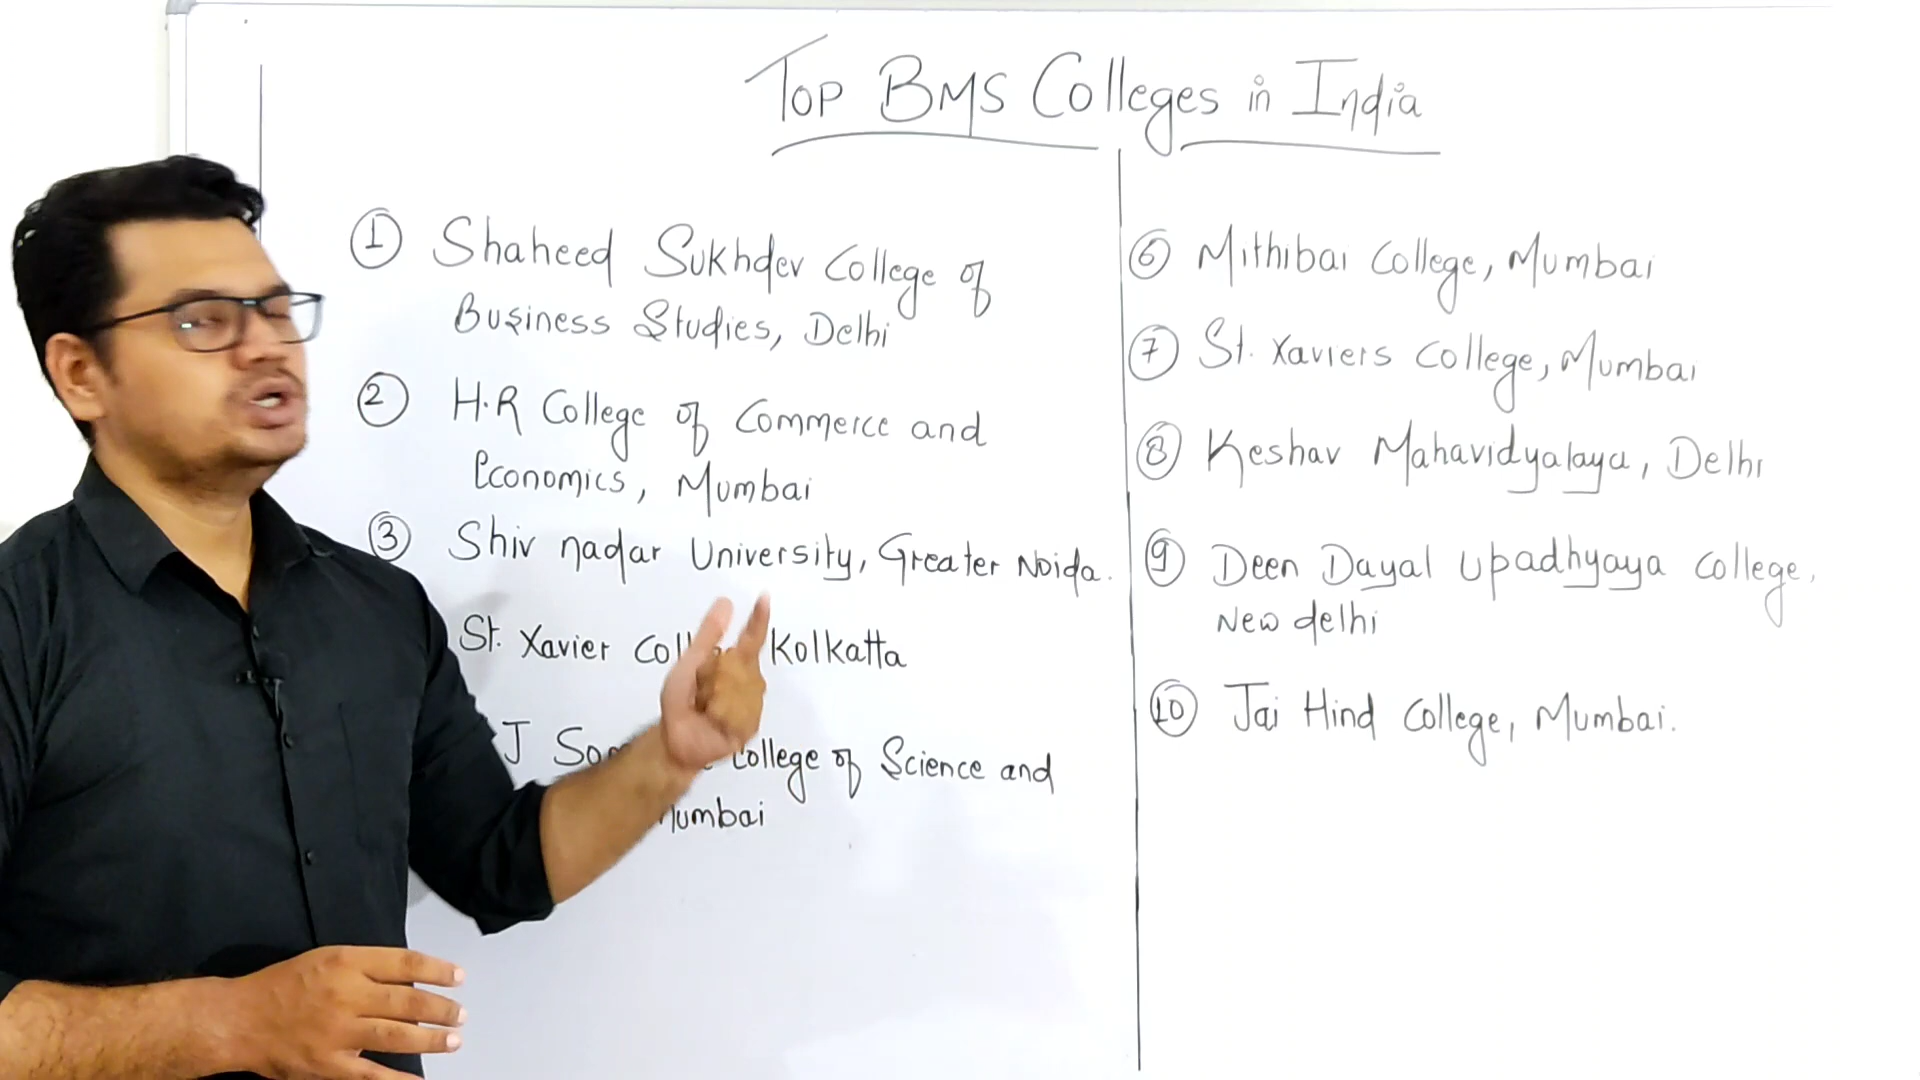 Top BMS Colleges in India
① Shaheed Sukhdev College of
Business Studies, Delhi
② H.R College of Commerce and
Economics, Mumbai
③ Shiv nadar University, Greater Noida.
St. Xavier Kolkatta
J College of Science and
Mumbai
⑥ Mithibai College, Mumbai
⑦ St. Xaviers College, Mumbai
⑧ Keshav Mahavidyalaya, Delhi
⑨ Deen Dayal Upadhyaya College,
New delhi
⑩ Jai Hind College, Mumbai.